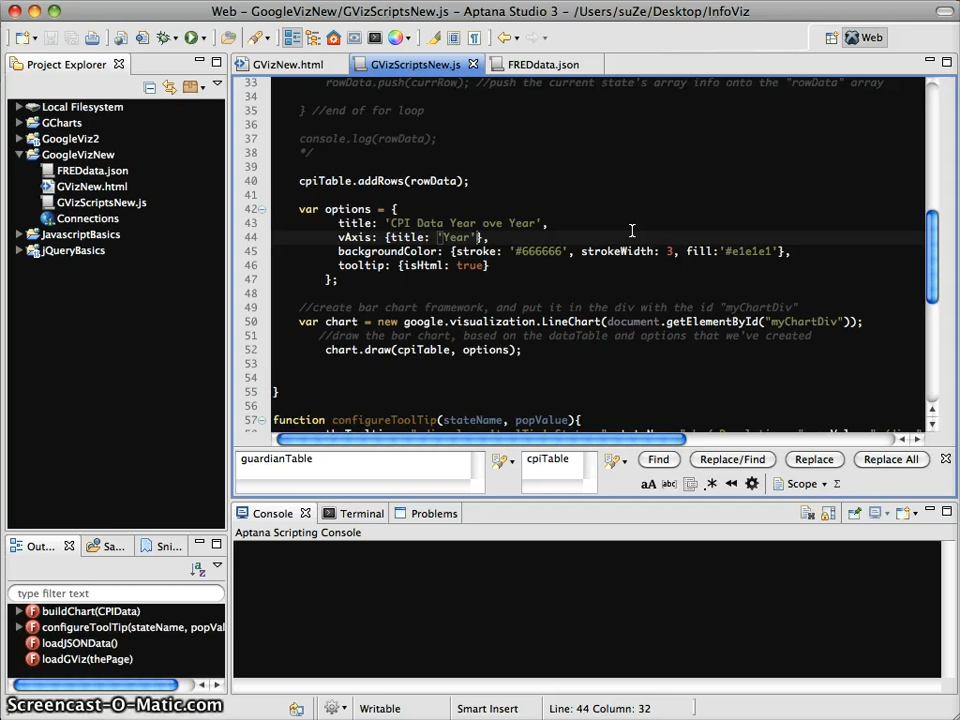 Web - GoogleVizNew/GVizScriptsNew.js - Aptana Studio 3 - /Users/suZe/Desktop/InfoViz
Web
Project Explorer
GVizNew.html
GVizScriptsNew.js
FREDdata.json
Local Filesystem
GCharts
GoogleViz2
GoogleVizNew
FREDdata.json
GVizNew.html
GVizScriptsNew.js
Connections
JavascriptBasics
jQueryBasics
33 rowData.push(currRow); //push the current state's array info onto the "rowData" array
34
35 } //end of for loop
36
37 console.log(rowData);
38 */
39
40 cpiTable.addRows(rowData);
41
42 var options = {
43 title: 'CPI Data Year ove Year',
44 vAxis: {title: 'Year'},
45 backgroundColor: {stroke: '#666666', strokeWidth: 3, fill:'#e1e1e1'},
46 tooltip: {isHtml: true}
47 };
48
49 //create bar chart framework, and put it in the div with the id "myChartDiv"
50 var chart = new google.visualization.LineChart(document.getElementById("myChartDiv"));
51 //draw the bar chart, based on the dataTable and options that we've created
52 chart.draw(cpiTable, options);
53
54
55 }
56
57 function configureToolTip(stateName, popValue){
guardianTable
cpiTable
Find
Replace/Find
Replace
Replace All
aA
abc
.*
Scope
Σ
Console
Terminal
Problems
Aptana Scripting Console
Out...
Sa...
Sni...
type filter text
buildChart(CPIData)
configureToolTip(stateName, popVal
loadJSONData()
loadGViz(thePage)
Screencast-O-Matic.com
Writable
Smart Insert
Line: 44 Column: 32